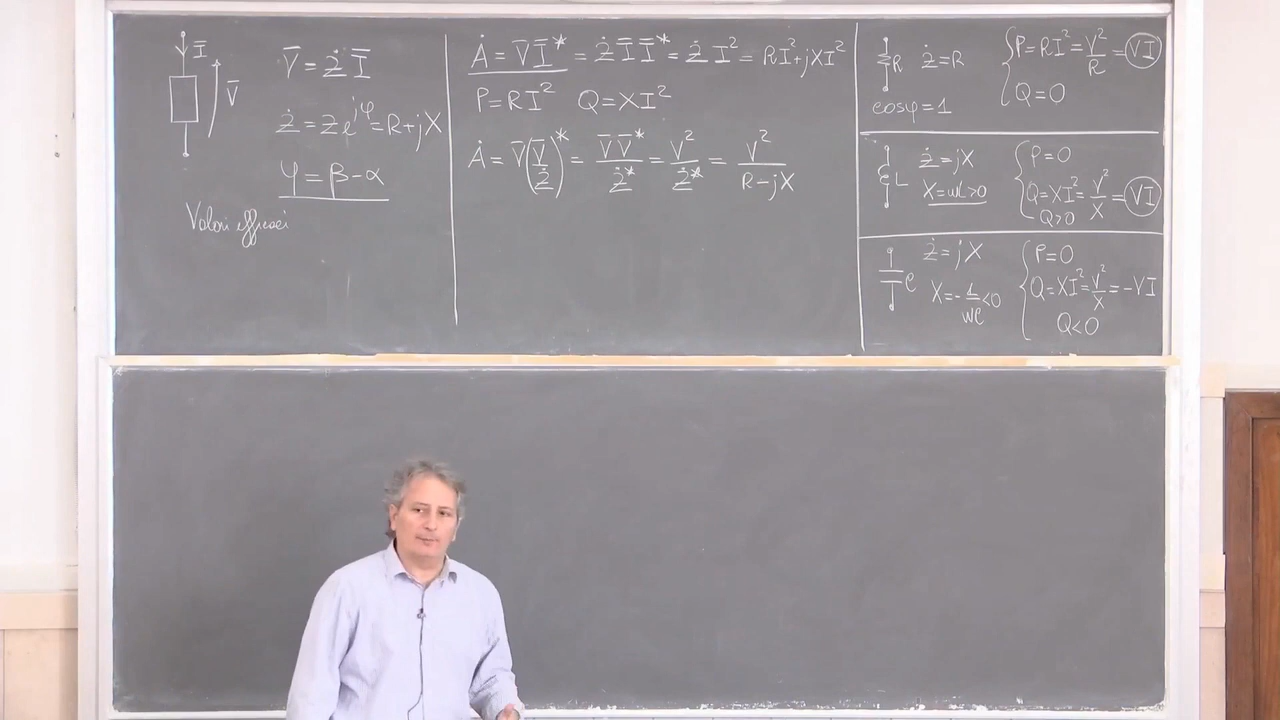 I̅
V̅
V̅ = Ż I̅
Ż = Z e^{jφ} = R + jX
φ = β - α
Valori efficaci
Ȧ = V̅ I̅* = Ż I̅ I̅* = Ż I² = RI² + jXI²
P = RI² Q = XI²
Ȧ = V̅(V̅/Ż)* = V̅V̅*/Ż* = V²/Ż* = V²/(R-jX)
R Ż = R
cosφ = 1
P = RI² = V²/R = VI
Q = 0
L Ż = jX
X = ωL > 0
P = 0
Q = XI² = V²/X = VI
Q > 0
C Ż = jX
X = -1/ωC < 0
P = 0
Q = XI² = V²/X = -VI
Q < 0